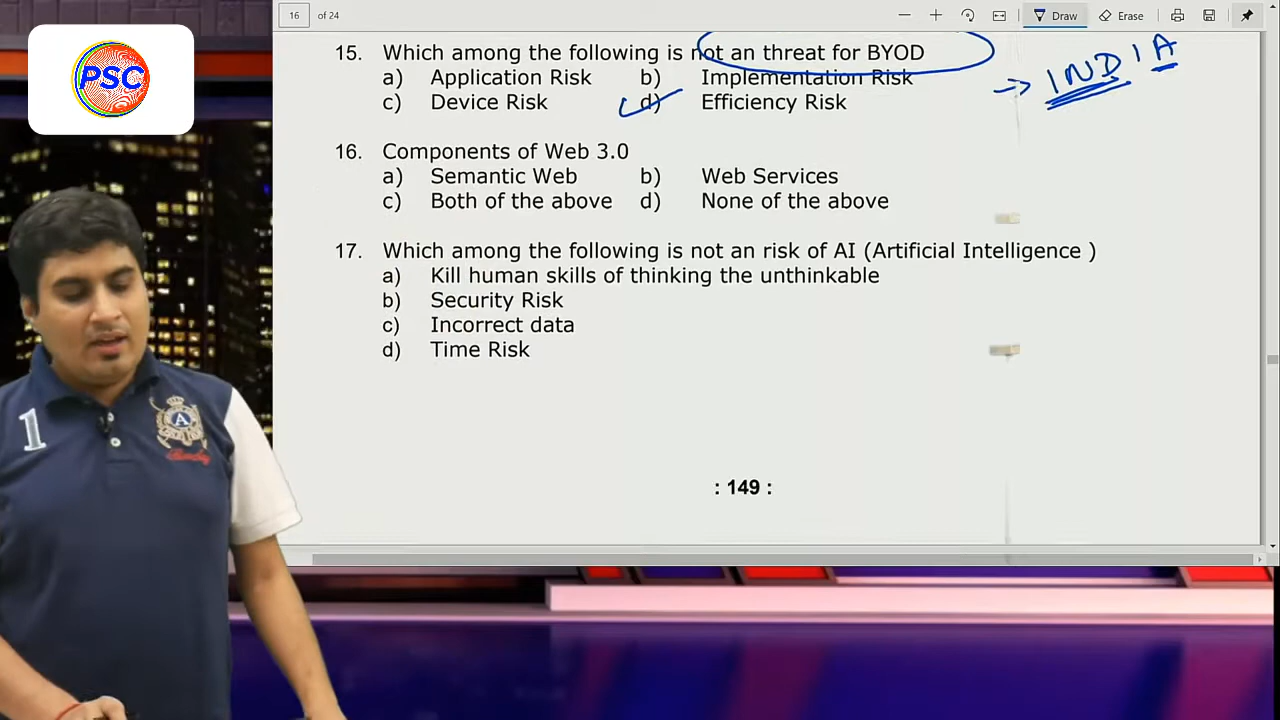 16 of 24
Draw
Erase
PSC
15. Which among the following is not an threat for BYOD
a) Application Risk b) Implementation Risk
c) Device Risk d) Efficiency Risk
→ INDIA
16. Components of Web 3.0
a) Semantic Web b) Web Services
c) Both of the above d) None of the above
17. Which among the following is not an risk of AI (Artificial Intelligence )
a) Kill human skills of thinking the unthinkable
b) Security Risk
c) Incorrect data
d) Time Risk
: 149 :
1
A